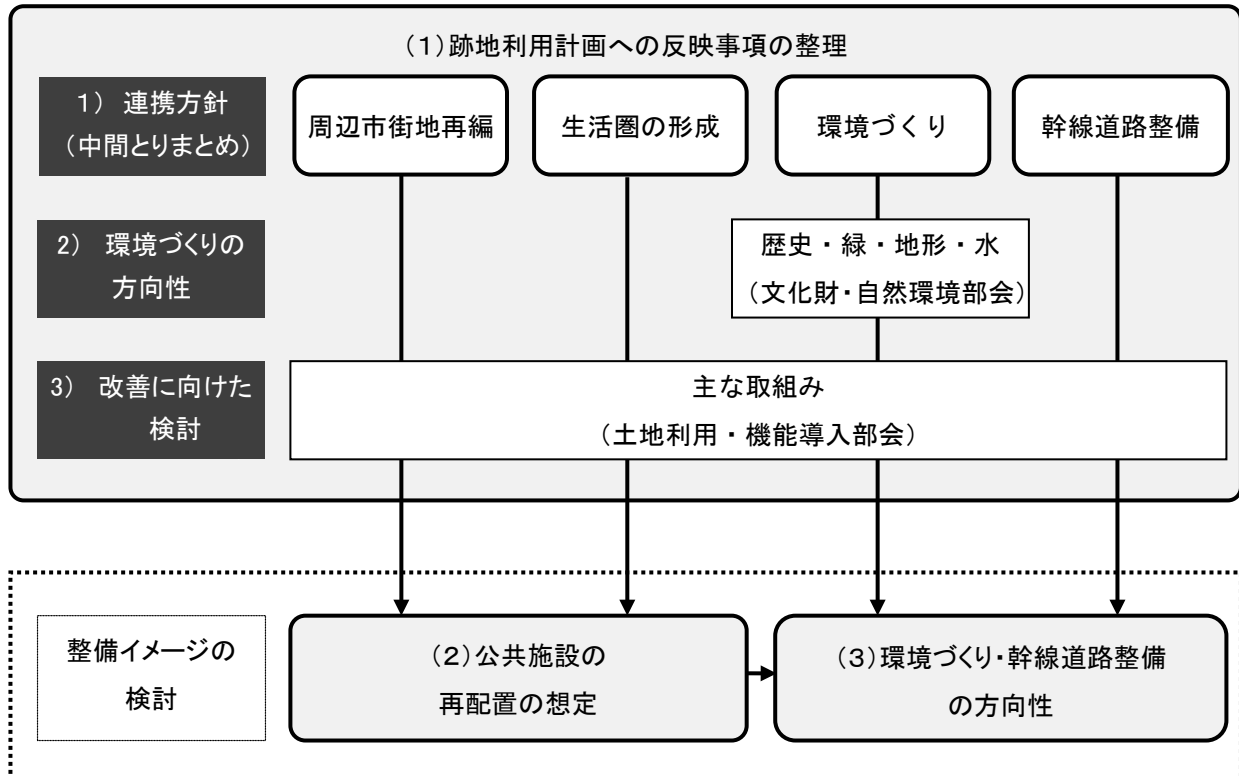 （１）跡地利用計画への反映事項の整理
１） 連携方針
（中間とりまとめ）
周辺市街地再編
生活圏の形成
環境づくり
幹線道路整備
２） 環境づくりの
方向性
歴史・緑・地形・水
（文化財・自然環境部会）
３） 改善に向けた
検討
主な取組み
（土地利用・機能導入部会）
整備イメージの
検討
（２）公共施設の
再配置の想定
（３）環境づくり・幹線道路整備
の方向性